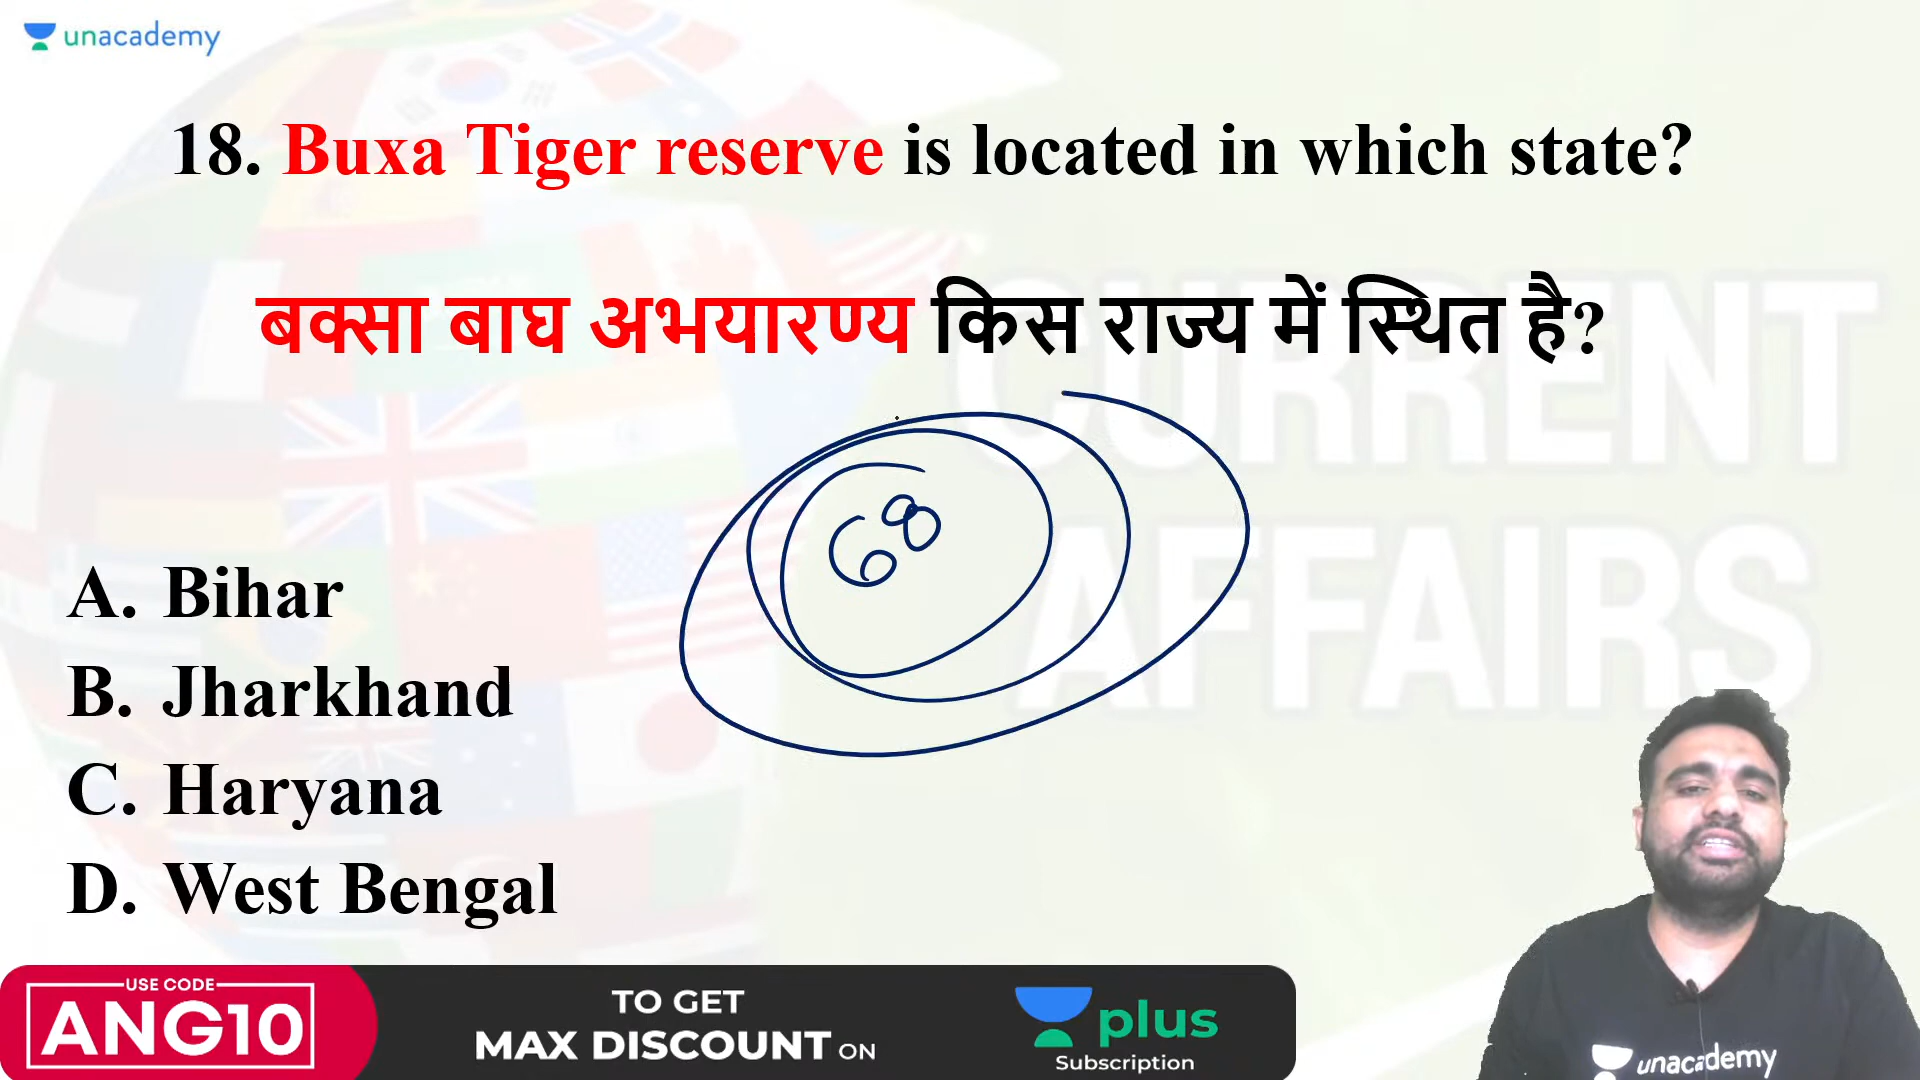 unacademy
18. Buxa Tiger reserve is located in which state?
बक्सा बाघ अभयारण्य किस राज्य में स्थित है?
CURRENT
AFFAIRS
68
A. Bihar
B. Jharkhand
C. Haryana
D. West Bengal
USE CODE
ANG10
TO GET
MAX DISCOUNT ON
plus
Subscription
unacademy